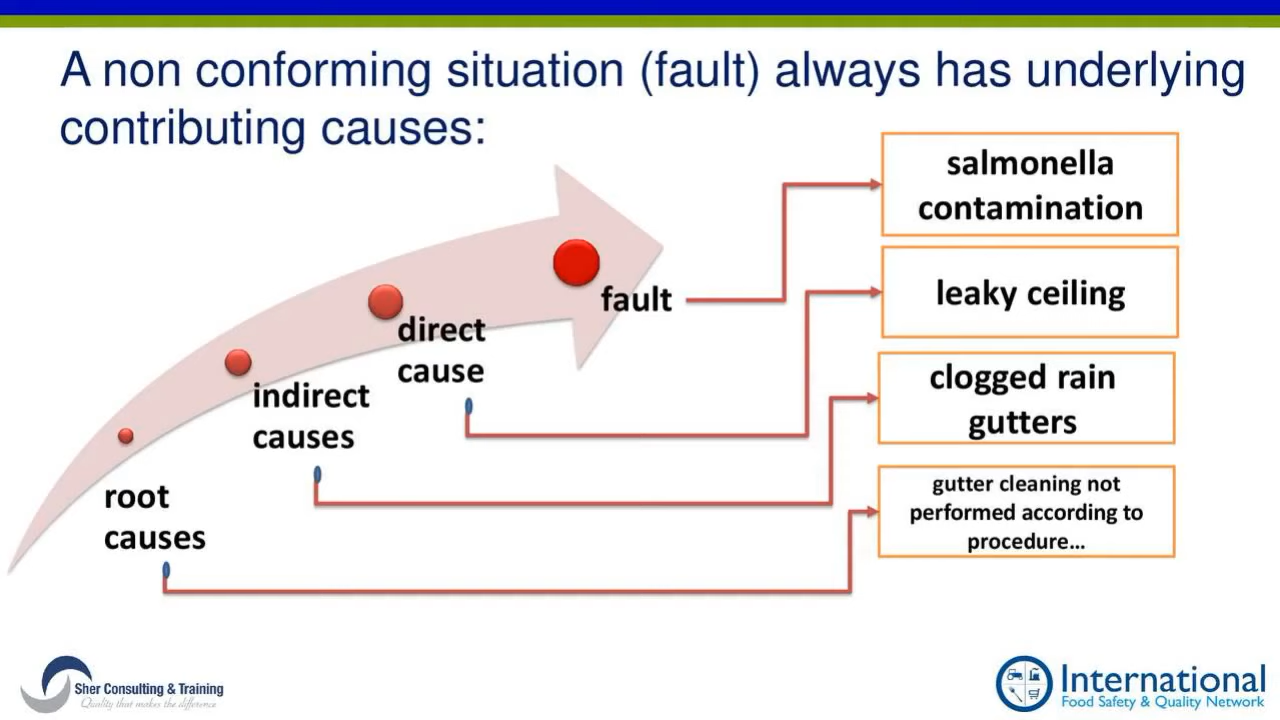 A non conforming situation (fault) always has underlying
contributing causes:
salmonella
contamination
leaky ceiling
clogged rain
gutters
gutter cleaning not
performed according to
procedure…
fault
direct
cause
indirect
causes
root
causes
Sher Consulting & Training
Quality that makes the difference
International
Food Safety & Quality Network